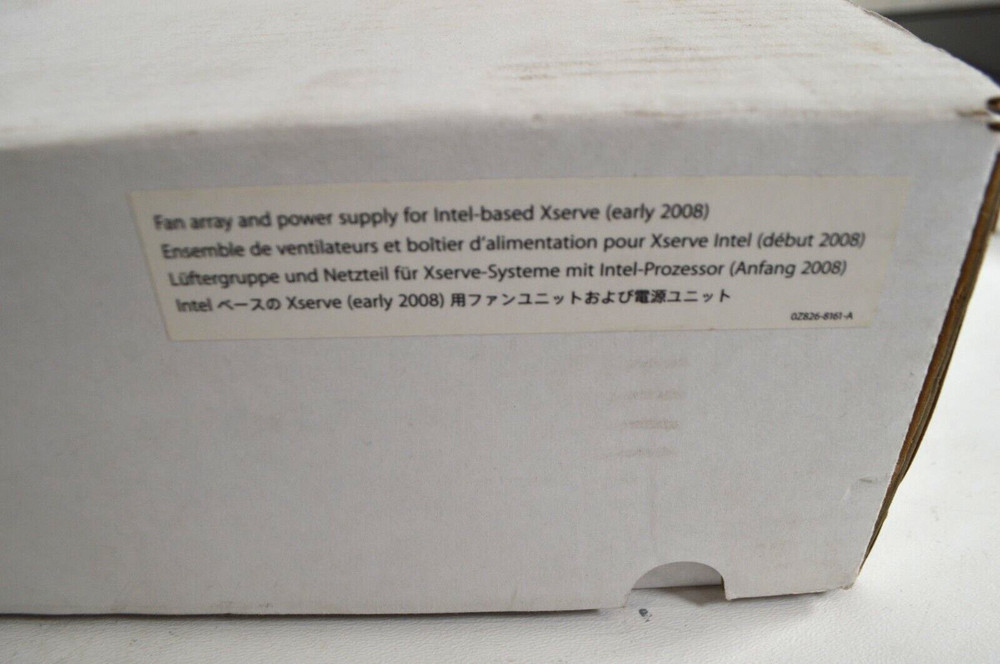 Fan array and power supply for Intel-based Xserve (early 2008)
Ensemble de ventilateurs et boîtier d'alimentation pour Xserve Intel (début 2008)
Lüftergruppe und Netzteil für Xserve-Systeme mit Intel-Prozessor (Anfang 2008)
Intel ベースの Xserve (early 2008) 用ファンユニットおよび電源ユニット
0Z826-8161-A